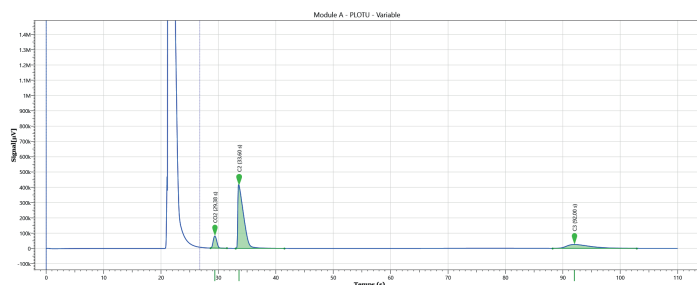 Module A - PLOTU - Variable
Signal[µV]
1.4M
1.3M
1.2M
1.1M
1M
900k
800k
700k
600k
500k
400k
300k
200k
100k
0
-100k
CO2 (29,38 s)
C2 (33,60 s)
C3 (92,00 s)
0
10
20
30
40
50
60
70
80
90
100
110
Temps (s)